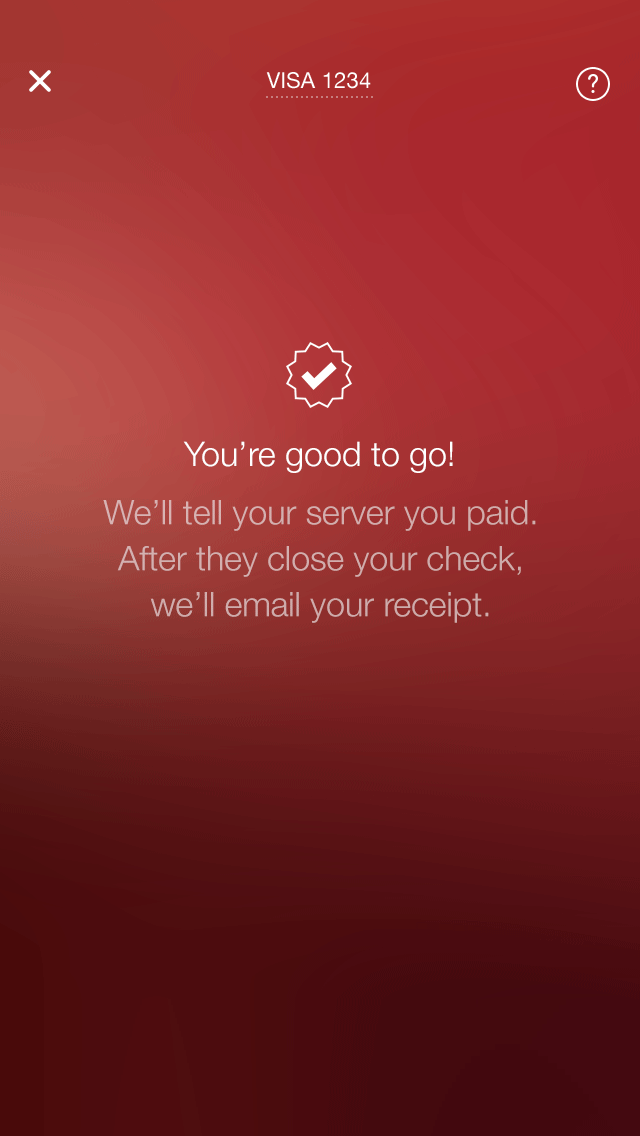 VISA 1234
?
You’re good to go!
We’ll tell your server you paid.
After they close your check,
we’ll email your receipt.